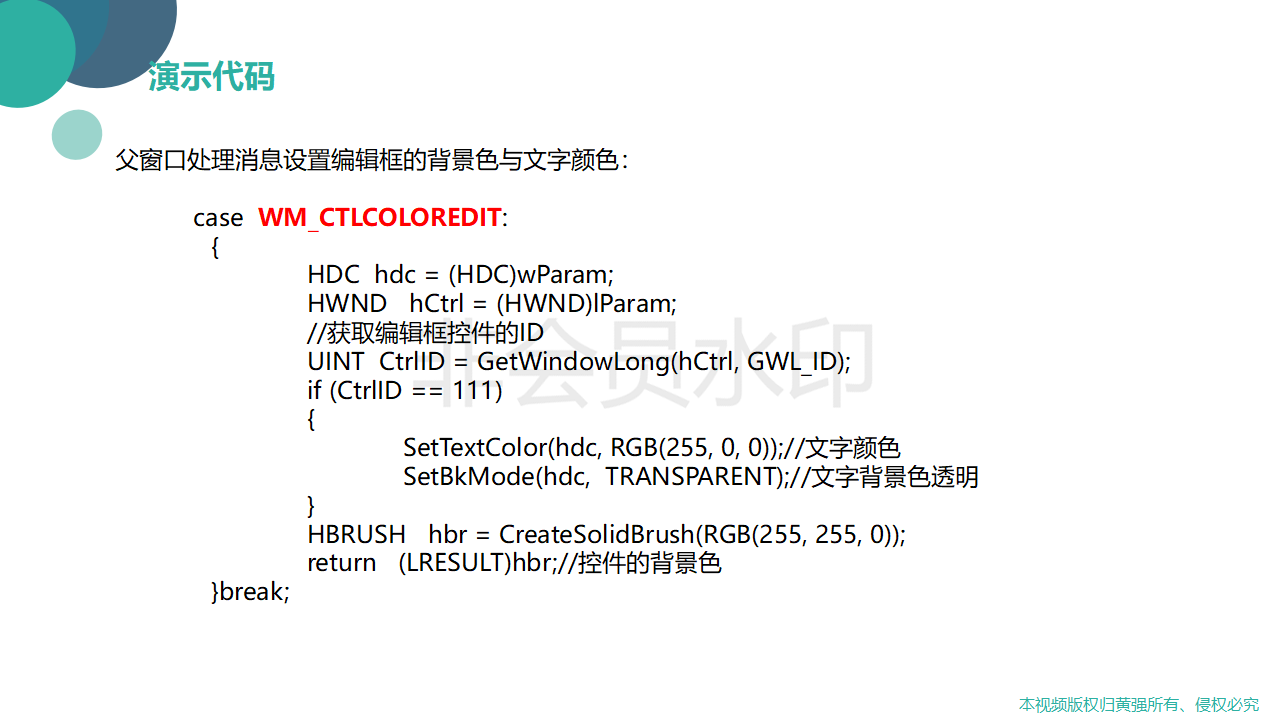 演示代码
父窗口处理消息设置编辑框的背景色与文字颜色：
case WM_CTLCOLOREDIT:
{
HDC hdc = (HDC)wParam;
HWND hCtrl = (HWND)lParam;
//获取编辑框控件的ID
UINT CtrlID = GetWindowLong(hCtrl, GWL_ID);
if (CtrlID == 111)
{
SetTextColor(hdc, RGB(255, 0, 0));//文字颜色
SetBkMode(hdc, TRANSPARENT);//文字背景色透明
}
HBRUSH hbr = CreateSolidBrush(RGB(255, 255, 0));
return (LRESULT)hbr;//控件的背景色
}break;
非会员水印
本视频版权归黄强所有、侵权必究